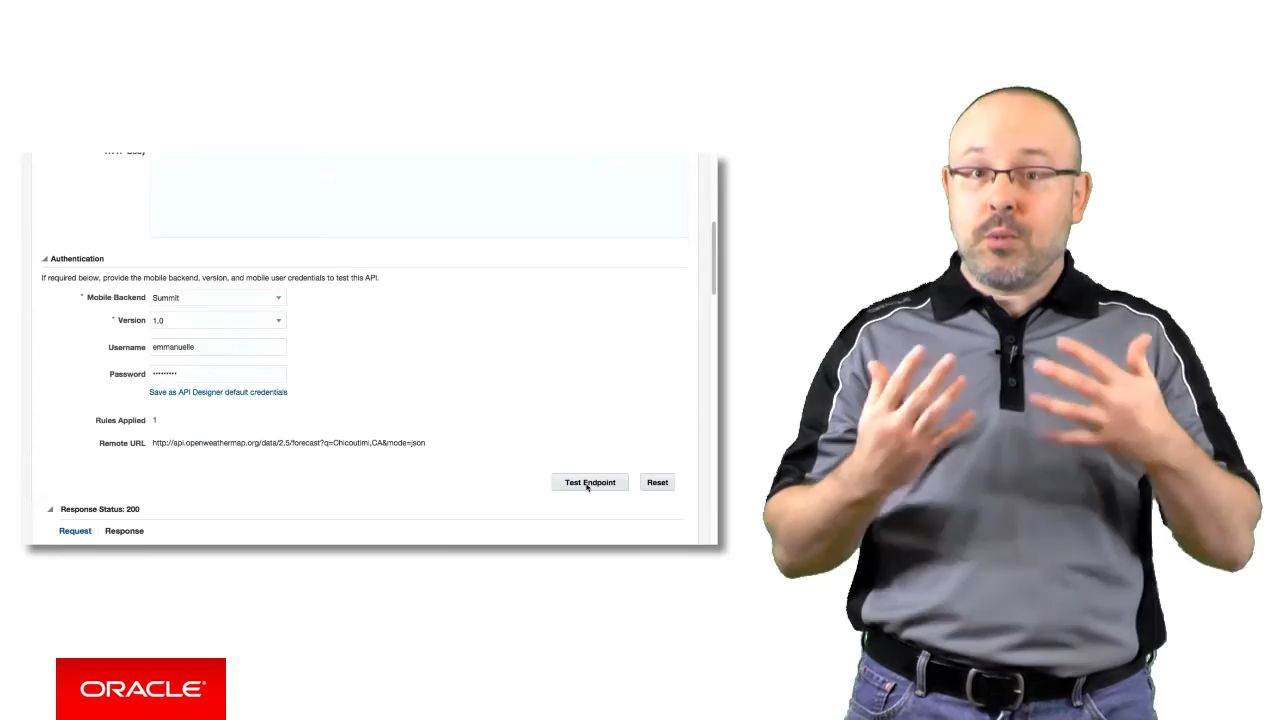 Authentication
If required below, provide the mobile backend, version, and mobile user credentials to test this API.
* Mobile Backend Summit
* Version 1.0
Username emmanuelle
Password •••••••••
Save as API Designer default credentials
Rules Applied 1
Remote URL http://api.openweathermap.org/data/2.5/forecast?q=Chicoutimi,CA&mode=json
Test Endpoint Reset
Response Status: 200
Request Response
ORACLE®